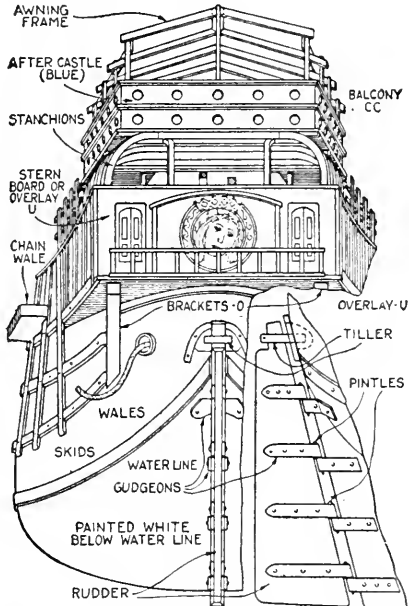 AWNING
FRAME
AFTER CASTLE
(BLUE)
BALCONY
CC
STANCHIONS
STERN
BOARD OR
OVERLAY
U
CHAIN
WALE
BRACKETS-O
OVERLAY-U
TILLER
PINTLES
WALES
SKIDS
WATER LINE
GUDGEONS
PAINTED WHITE
BELOW WATER LINE
RUDDER